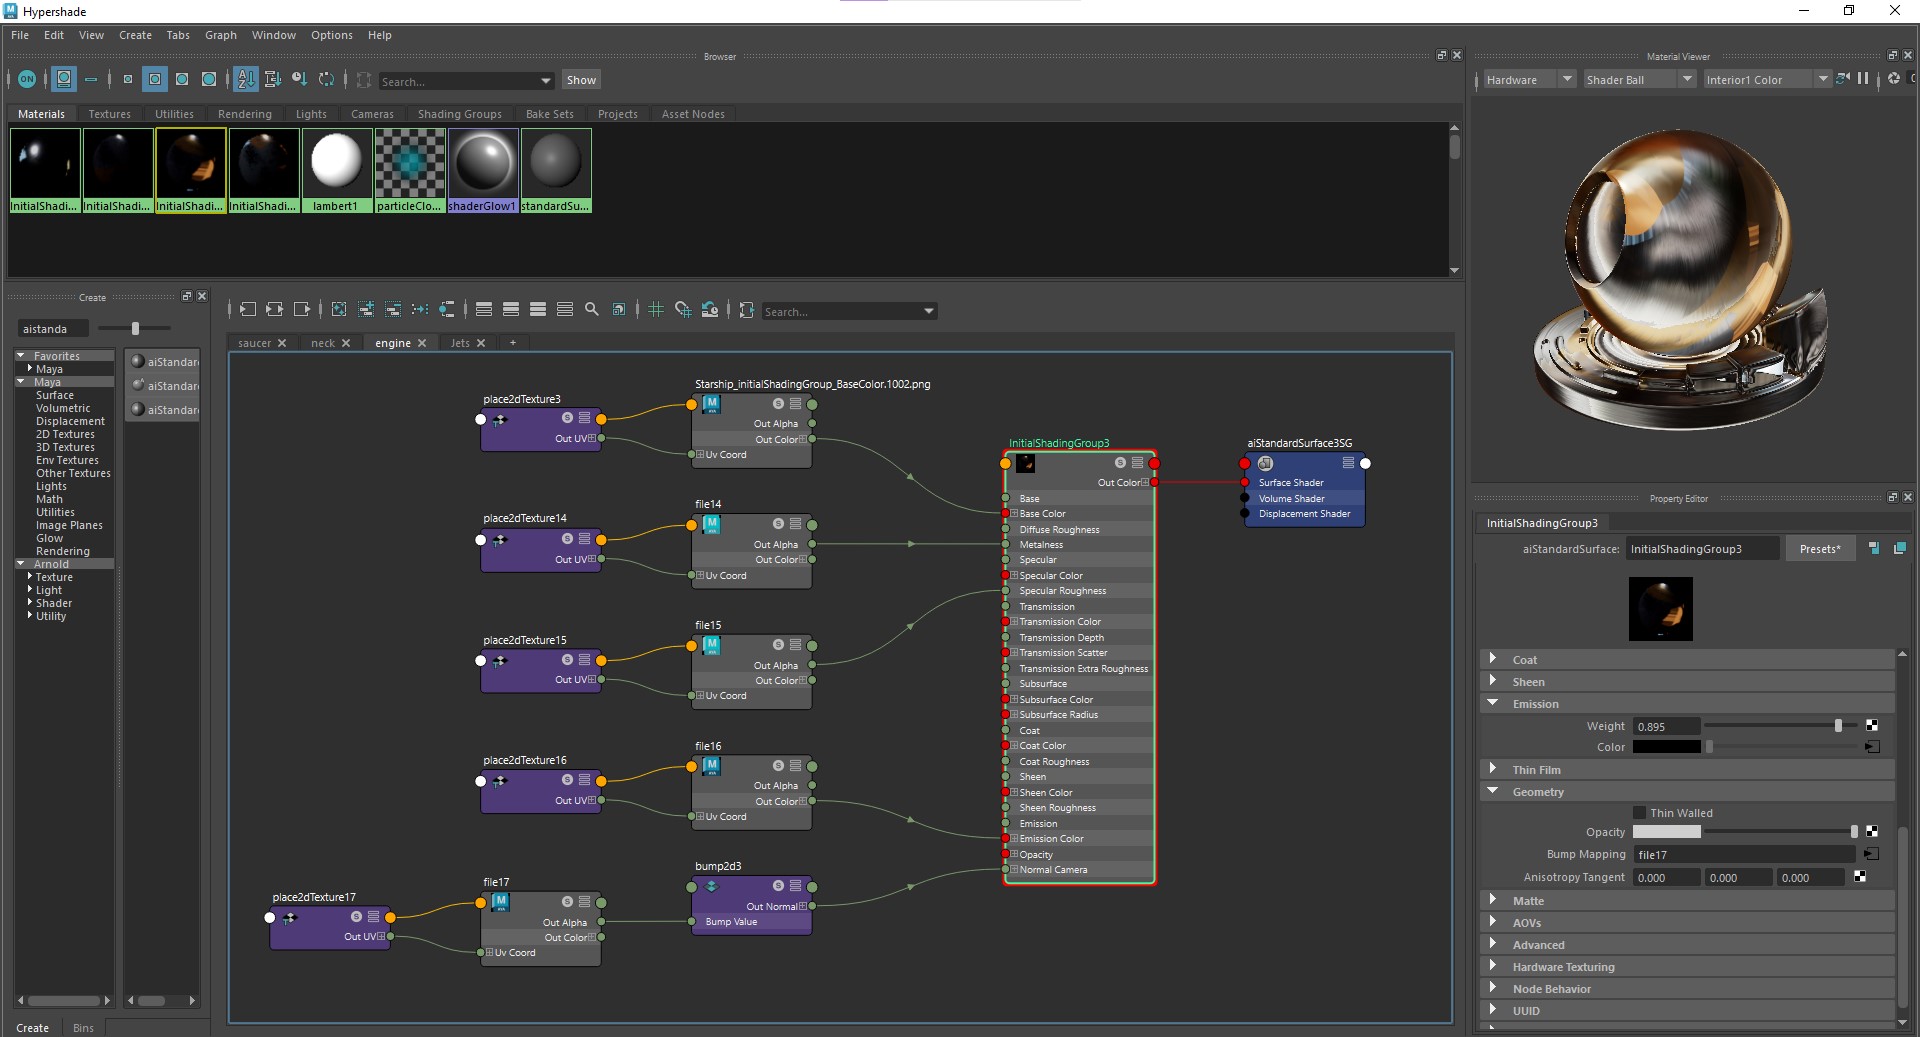 Hypershade
File Edit View Create Tabs Graph Window Options Help
Browser
ON
Search...
Show
Materials Textures Utilities Rendering Lights Cameras Shading Groups Bake Sets Projects Asset Nodes
InitialShadi... InitialShadi... InitialShadi... InitialShadi... lambert1 particleClo... shaderGlow1 standardSu...
Create
aistanda
Favorites
Maya
Maya
Surface
Volumetric
Displacement
2D Textures
3D Textures
Env Textures
Other Textures
Lights
Math
Utilities
Image Planes
Glow
Rendering
Arnold
Texture
Light
Shader
Utility
aiStandar
aiStandar
aiStandar
Create Bins
Search...
saucer neck engine Jets +
place2dTexture3
Out UV
Starship_initialShadingGroup_BaseColor.1002.png
Out Alpha
Out Color
Uv Coord
place2dTexture14
Out UV
file14
Out Alpha
Out Color
Uv Coord
place2dTexture15
Out UV
file15
Out Alpha
Out Color
Uv Coord
place2dTexture16
Out UV
file16
Out Alpha
Out Color
Uv Coord
place2dTexture17
Out UV
file17
Out Alpha
Out Color
Uv Coord
bump2d3
Out Normal
Bump Value
InitialShadingGroup3
Out Color
Base
Base Color
Diffuse Roughness
Metalness
Specular
Specular Color
Specular Roughness
Transmission
Transmission Color
Transmission Depth
Transmission Scatter
Transmission Extra Roughness
Subsurface
Subsurface Color
Subsurface Radius
Coat
Coat Color
Coat Roughness
Sheen
Sheen Color
Sheen Roughness
Emission
Emission Color
Opacity
Normal Camera
aiStandardSurface3SG
Surface Shader
Volume Shader
Displacement Shader
Material Viewer
Hardware Shader Ball Interior1 Color
Property Editor
InitialShadingGroup3
aiStandardSurface: InitialShadingGroup3 Presets*
Coat
Sheen
Emission
Weight 0.895
Color
Thin Film
Geometry
Thin Walled
Opacity
Bump Mapping file17
Anisotropy Tangent 0.000 0.000 0.000
Matte
AOVs
Advanced
Hardware Texturing
Node Behavior
UUID